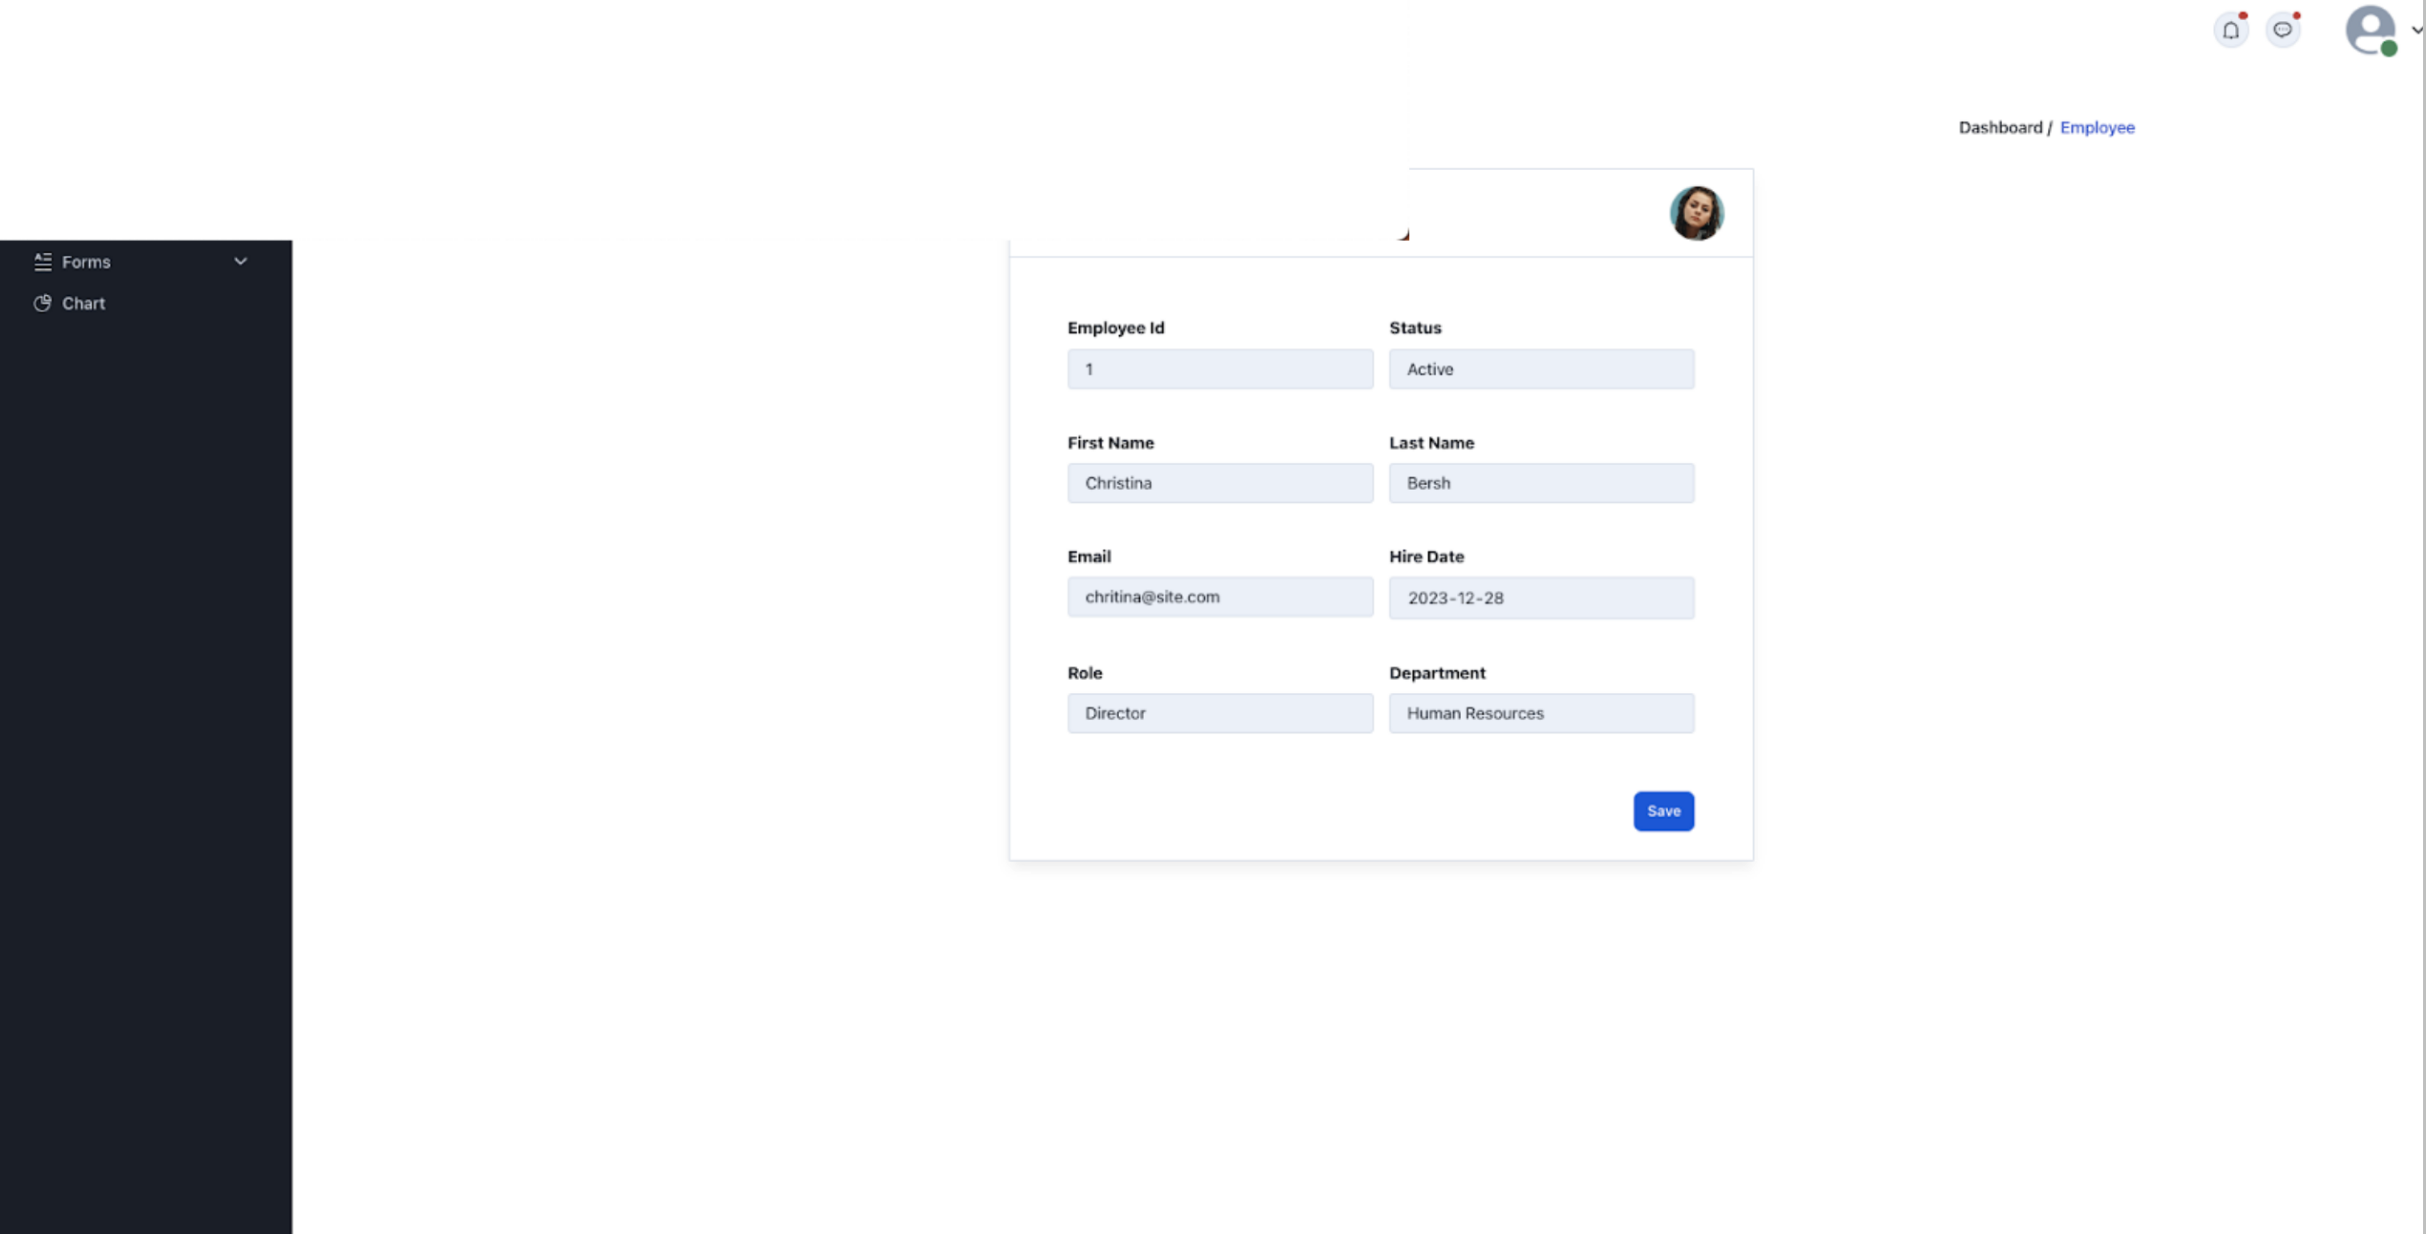 Dashboard / Employee
Forms
Chart
Employee Id
Status
1
Active
First Name
Last Name
Christina
Bersh
Email
Hire Date
chritina@site.com
2023-12-28
Role
Department
Director
Human Resources
Save